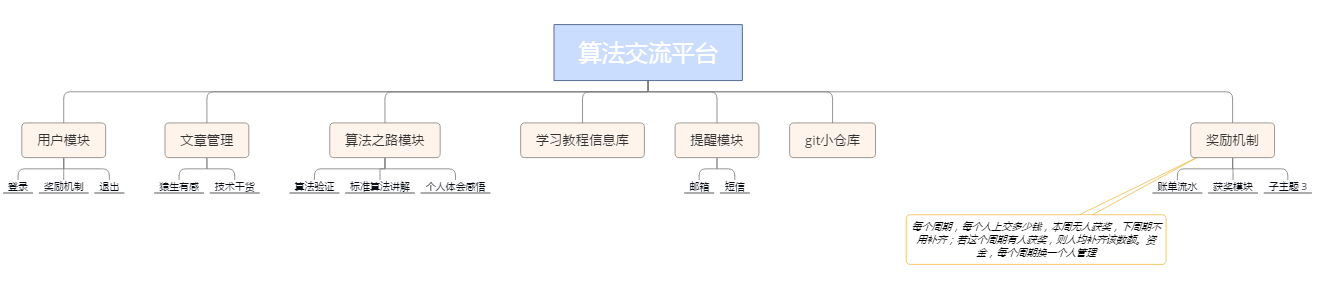 算法交流平台
用户模块
文章管理
算法之路模块
学习教程信息库
提醒模块
git小仓库
奖励机制
登录
奖励机制
退出
猿生有感
技术干货
算法验证
标准算法讲解
个人体会感悟
邮箱
短信
账单流水
获奖模块
子主题 3
每个周期，每个人上交多少钱，本周无人获奖，下周期不
用补齐；若这个周期有人获奖，则人均补齐该数额。资
金，每个周期换一个人管理